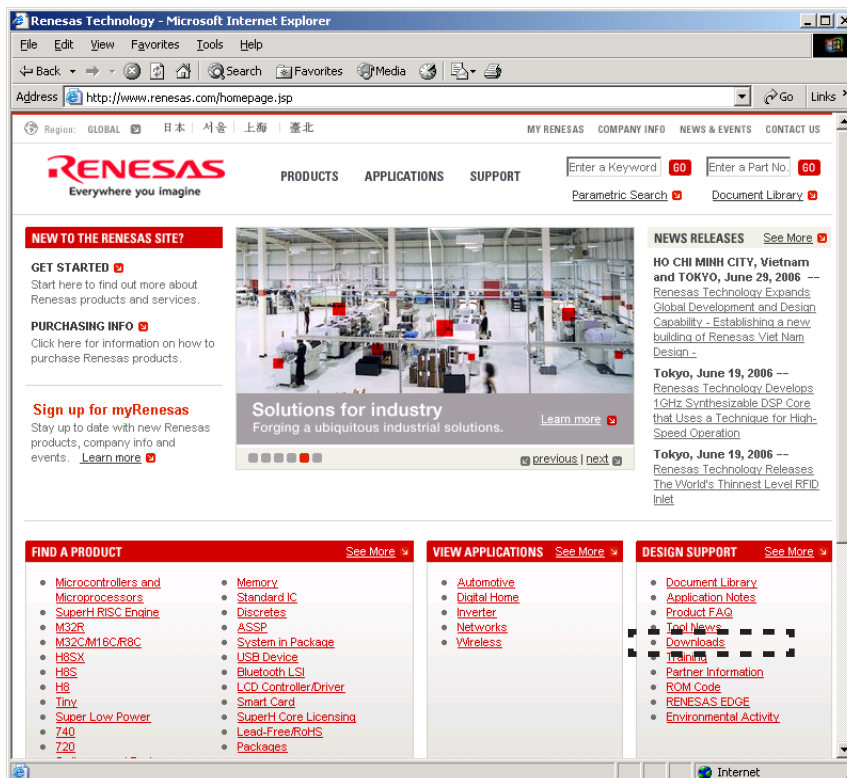 Renesas Technology - Microsoft Internet Explorer
File Edit View Favorites Tools Help
Back Search Favorites Media
Address http://www.renesas.com/homepage.jsp Go Links
Region: GLOBAL 日本 서울 上海 臺北 MY RENESAS COMPANY INFO NEWS & EVENTS CONTACT US
RENESAS
Everywhere you imagine
PRODUCTS APPLICATIONS SUPPORT
Enter a Keyword GO Enter a Part No. GO
Parametric Search Document Library
NEW TO THE RENESAS SITE?
GET STARTED
Start here to find out more about
Renesas products and services.
PURCHASING INFO
Click here for information on how to
purchase Renesas products.
Sign up for myRenesas
Stay up to date with new Renesas
products, company info and
events. Learn more
Solutions for industry
Forging a ubiquitous industrial solutions.
Learn more
previous | next
NEWS RELEASES See More
HO CHI MINH CITY, Vietnam
and TOKYO, June 29, 2006 --
Renesas Technology Expands
Global Development and Design
Capability - Establishing a new
building of Renesas Viet Nam
Design -
Tokyo, June 19, 2006 --
Renesas Technology Develops
1GHz Synthesizable DSP Core
that Uses a Technique for High-
Speed Operation
Tokyo, June 19, 2006 --
Renesas Technology Releases
The World's Thinnest Level RFID
Inlet
FIND A PRODUCT See More
Microcontrollers and
Microprocessors
SuperH RISC Engine
M32R
M32C/M16C/R8C
H8SX
H8S
H8
Tiny
Super Low Power
740
720
Memory
Standard IC
Discretes
ASSP
System in Package
USB Device
Bluetooth LSI
LCD Controller/Driver
Smart Card
SuperH Core Licensing
Lead-Free/RoHS
Packages
VIEW APPLICATIONS See More
Automotive
Digital Home
Inverter
Networks
Wireless
DESIGN SUPPORT See More
Document Library
Application Notes
Product FAQ
Tool News
Downloads
Training
Partner Information
ROM Code
RENESAS EDGE
Environmental Activity
Internet